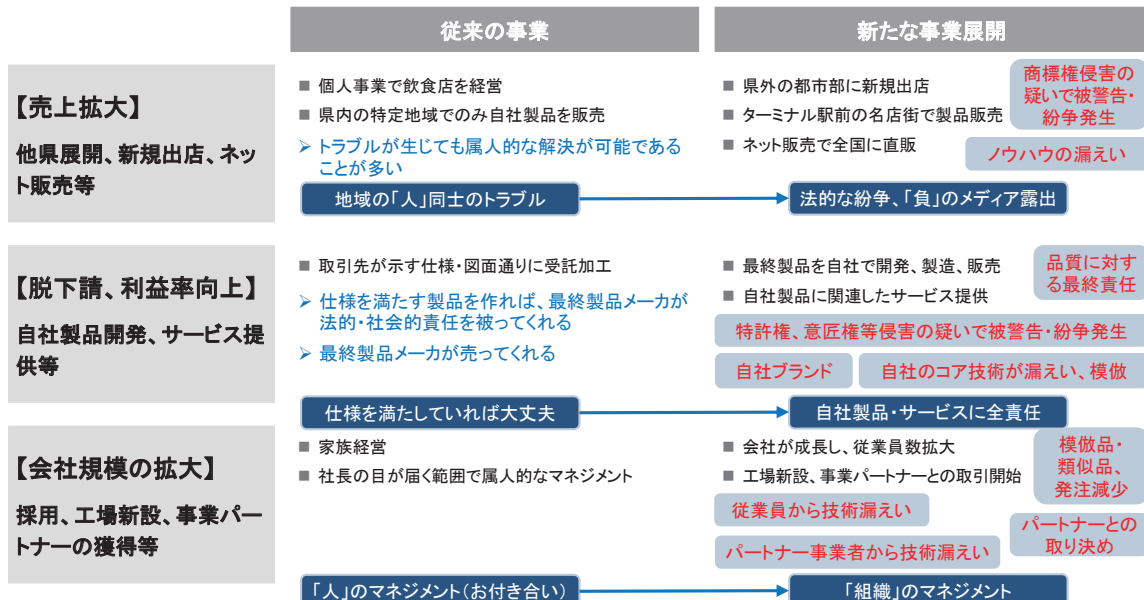 従来の事業
新たな事業展開
【売上拡大】
他県展開、新規出店、ネッ
ト販売等
■ 個人事業で飲食店を経営
■ 県内の特定地域でのみ自社製品を販売
➢ トラブルが生じても属人的な解決が可能である
ことが多い
地域の「人」同士のトラブル
■ 県外の都市部に新規出店
■ ターミナル駅前の名店街で製品販売
■ ネット販売で全国に直販
商標権侵害の
疑いで被警告・
紛争発生
ノウハウの漏えい
法的な紛争、「負」のメディア露出
【脱下請、利益率向上】
自社製品開発、サービス提
供等
■ 取引先が示す仕様・図面通りに受託加工
➢ 仕様を満たす製品を作れば、最終製品メーカが
法的・社会的責任を被ってくれる
➢ 最終製品メーカが売ってくれる
仕様を満たしていれば大丈夫
■ 最終製品を自社で開発、製造、販売
■ 自社製品に関連したサービス提供
品質に対す
る最終責任
特許権、意匠権等侵害の疑いで被警告・紛争発生
自社ブランド
自社のコア技術が漏えい、模倣
自社製品・サービスに全責任
【会社規模の拡大】
採用、工場新設、事業パー
トナーの獲得等
■ 家族経営
■ 社長の目が届く範囲で属人的なマネジメント
「人」のマネジメント（お付き合い）
■ 会社が成長し、従業員数拡大
■ 工場新設、事業パートナーとの取引開始
模倣品・
類似品、
発注減少
従業員から技術漏えい
パートナーとの
取り決め
パートナー事業者から技術漏えい
「組織」のマネジメント